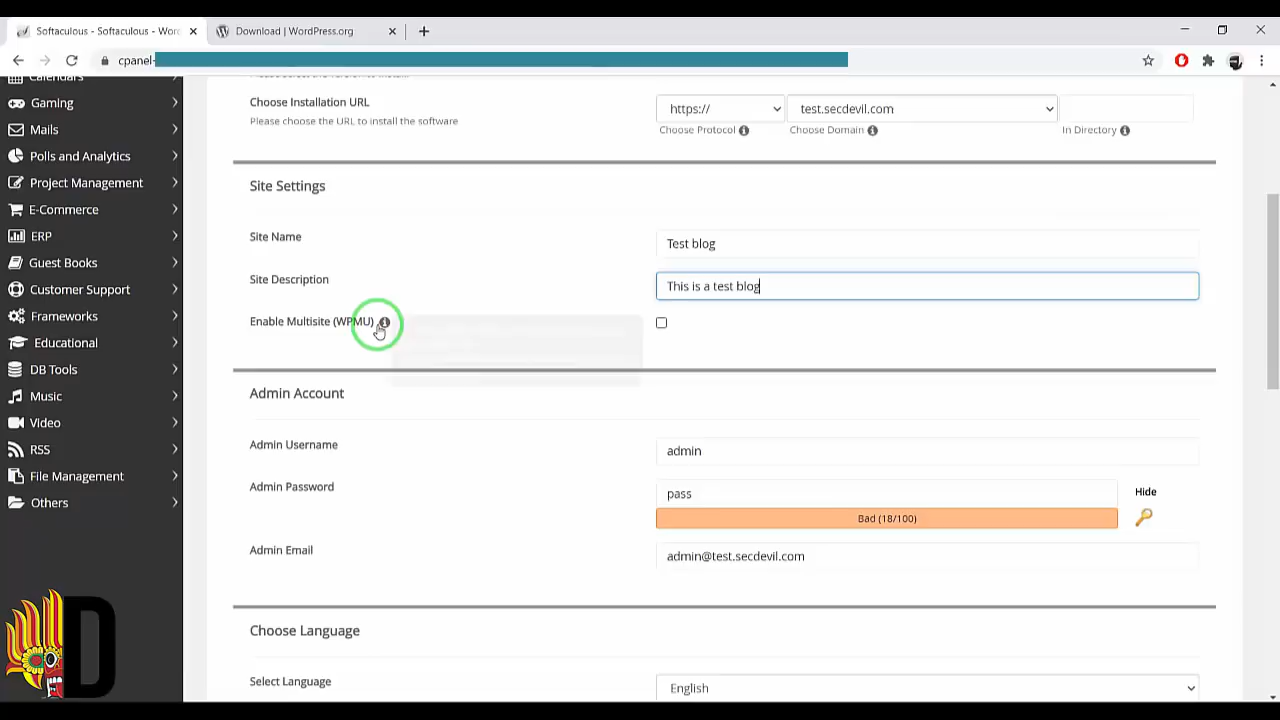 Softaculous - Softaculous - Wor
Download | WordPress.org
cpanel-
Calendars
Gaming
Mails
Polls and Analytics
Project Management
E-Commerce
ERP
Guest Books
Customer Support
Frameworks
Educational
DB Tools
Music
Video
RSS
File Management
Others
D
Choose Installation URL
Please choose the URL to install the software
https://
test.secdevil.com
Choose Protocol
Choose Domain
In Directory
Site Settings
Site Name
Test blog
Site Description
This is a test blog
Enable Multisite (WPMU)
Admin Account
Admin Username
admin
Admin Password
pass
Hide
Bad (18/100)
Admin Email
admin@test.secdevil.com
Choose Language
Select Language
English